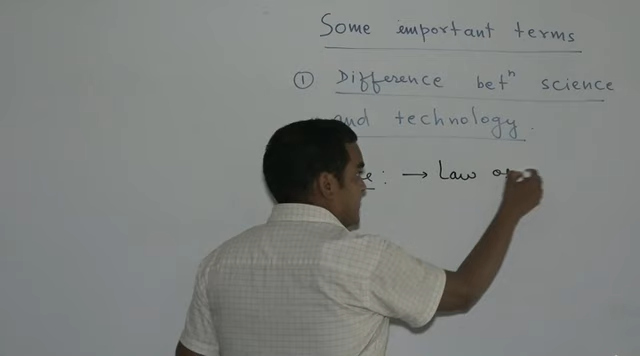 Some important terms
① Difference betⁿ science
and technology.
: → Law